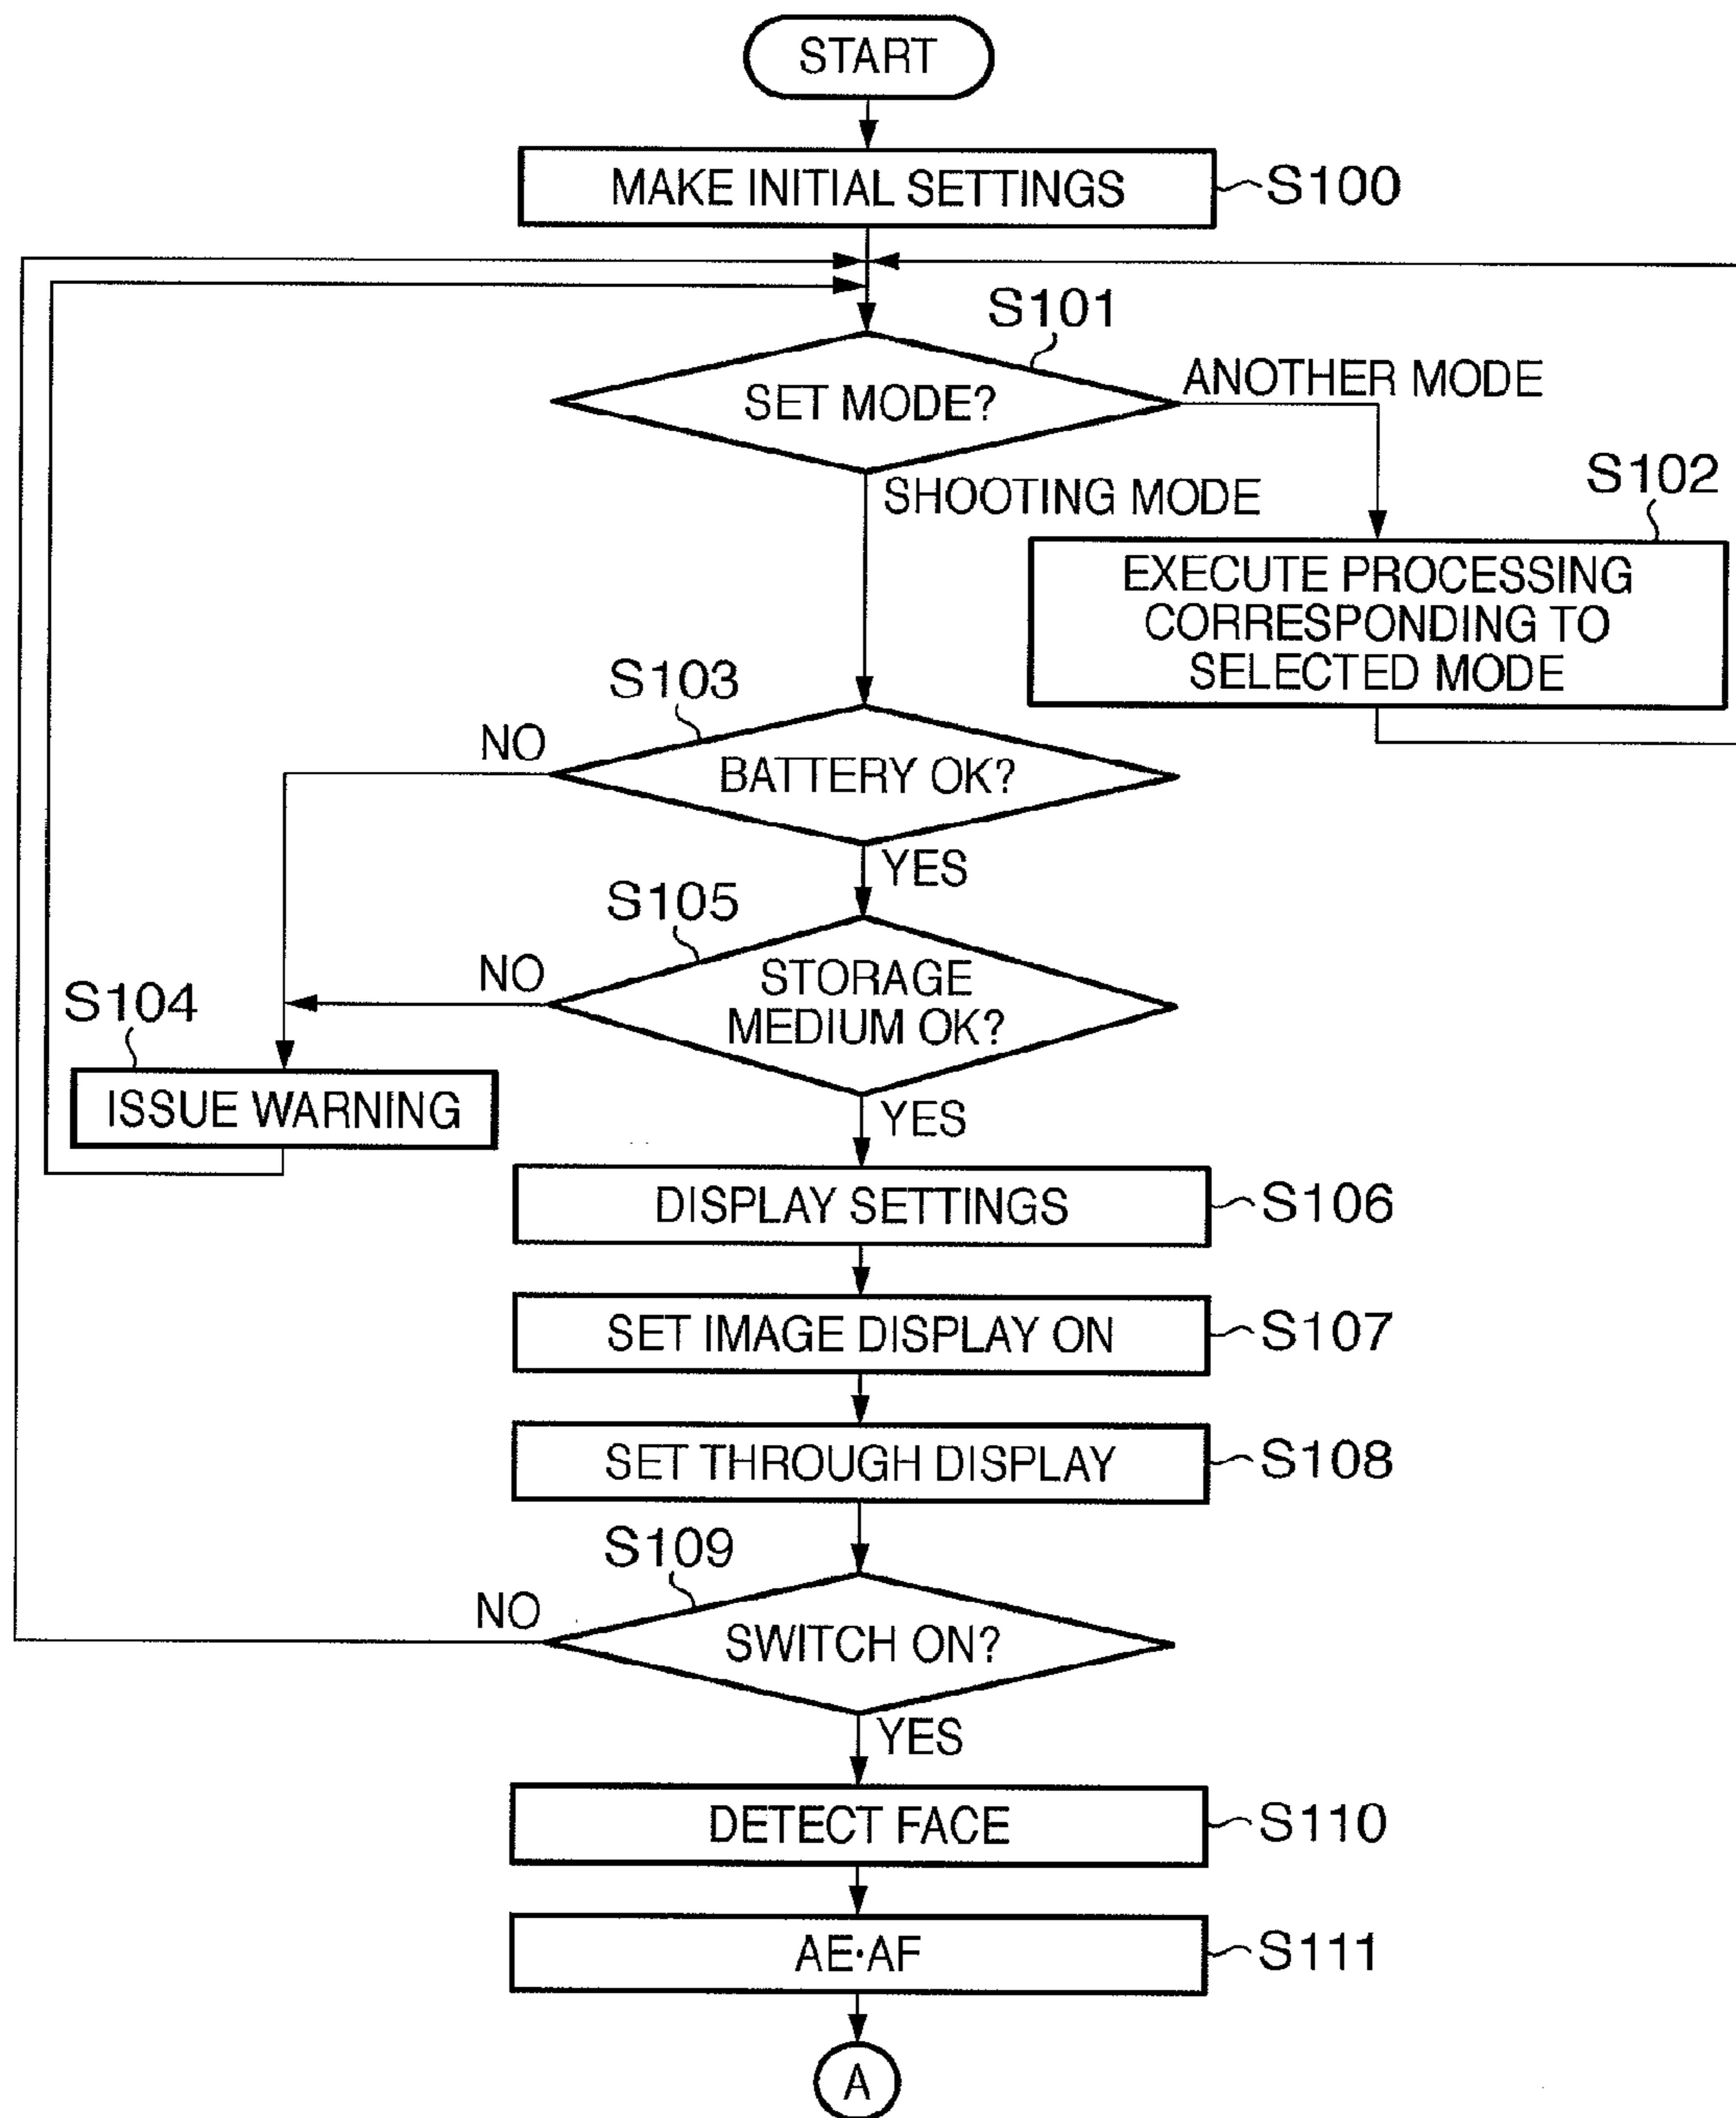 START
MAKE INITIAL SETTINGS
S100
S101
SET MODE?
ANOTHER MODE
SHOOTING MODE
S102
EXECUTE PROCESSING
CORRESPONDING TO
SELECTED MODE
S103
NO
BATTERY OK?
YES
S105
NO
STORAGE
MEDIUM OK?
S104
ISSUE WARNING
YES
DISPLAY SETTINGS
S106
SET IMAGE DISPLAY ON
S107
SET THROUGH DISPLAY
S108
S109
NO
SWITCH ON?
YES
DETECT FACE
S110
AE·AF
S111
A